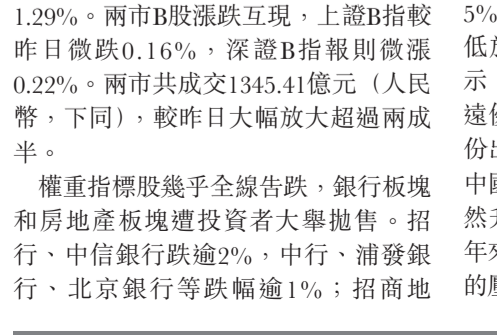 1.29%。兩市B股漲跌互現，上證B指較
昨日微跌0.16%，深證B指報則微漲
0.22%。兩市共成交1345.41億元（人民
幣，下同），較昨日大幅放大超過兩成
半。
權重指標股幾乎全線告跌，銀行板塊
和房地產板塊遭投資者大舉拋售。招
行、中信銀行跌逾2%，中行、浦發銀
行、北京銀行等跌幅逾1%；招商地
5%
低
示
遠
份
中國
然
年
的